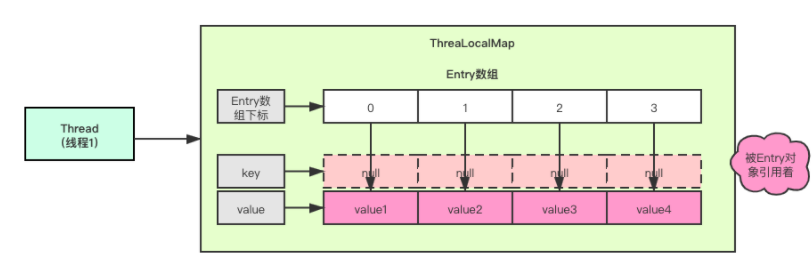 ThreaLocalMap
Entry数组
Entry数
组下标
0 1 2 3
Thread
(线程1)
key
null null null null
被Entry对
象引用着
value
value1 value2 value3 value4